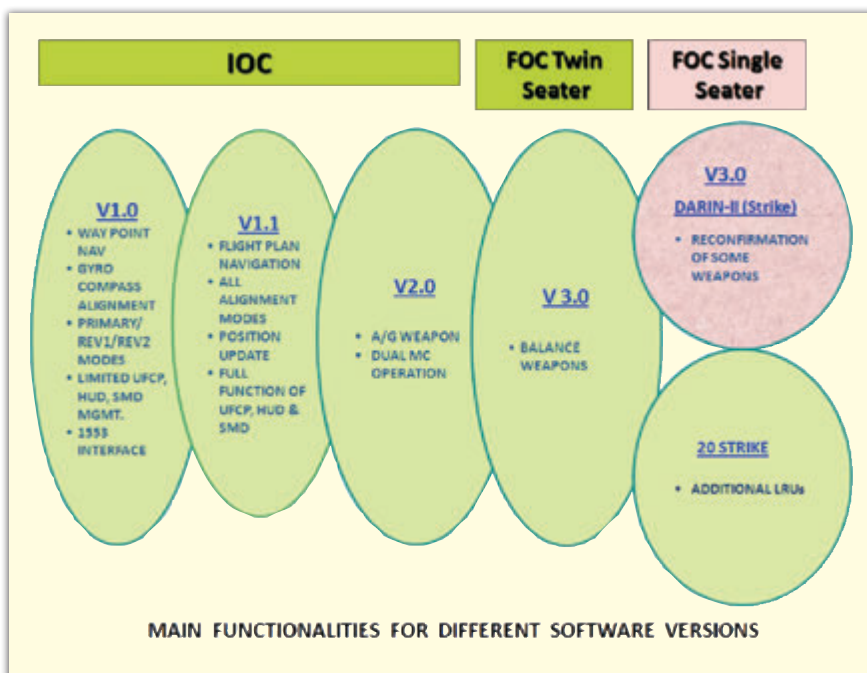 IOC
FOC Twin
Seater
FOC Single
Seater
V1.0
• WAY POINT
NAV
• GYRO
COMPASS
ALIGNMENT
• PRIMARY/
REV1/REV2
MODES
• LIMITED UFCP,
HUD, SMD
MGMT.
• 1553
INTERFACE
V1.1
• FLIGHT PLAN
NAVIGATION
• ALL
ALIGNMENT
MODES
• POSITION
UPDATE
• FULL
FUNCTION OF
UFCP, HUD &
SMD
V2.0
• A/G WEAPON
• DUAL MC
OPERATION
V 3.0
• BALANCE
WEAPONS
V3.0
DARIN-II (Strike)
• RECONFIRMATION
OF SOME
WEAPONS
20 STRIKE
• ADDITIONAL LRUs
MAIN FUNCTIONALITIES FOR DIFFERENT SOFTWARE VERSIONS